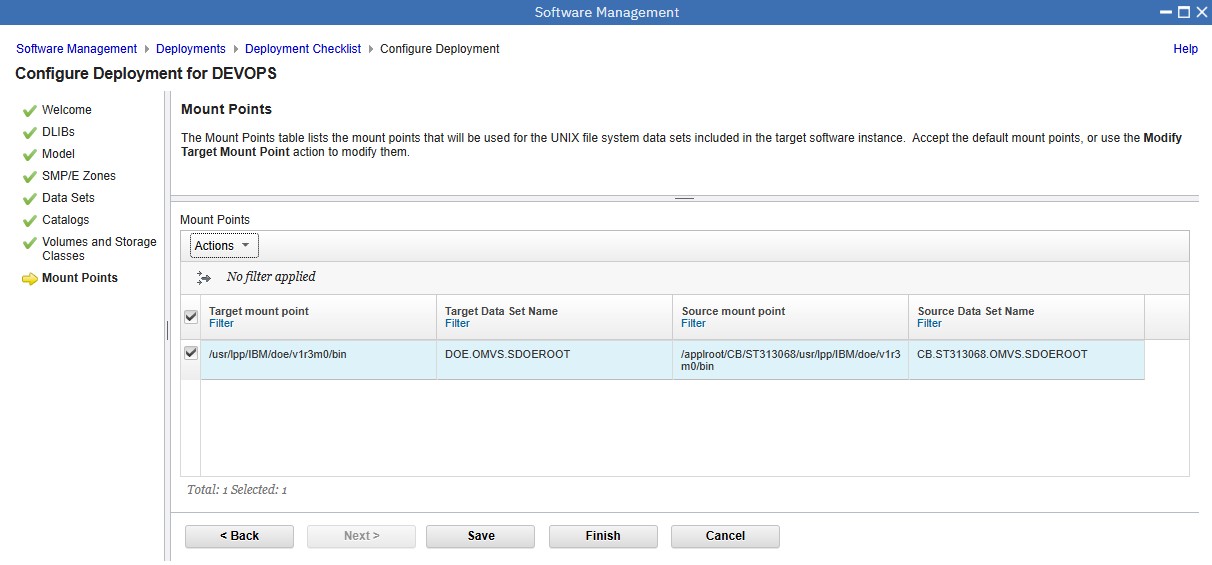 Software Management
Software Management Deployments Deployment Checklist Configure Deployment Help
Configure Deployment for DEVOPS
Welcome
DLIBs
Model
SMP/E Zones
Data Sets
Catalogs
Volumes and Storage
Classes
Mount Points
Mount Points
The Mount Points table lists the mount points that will be used for the UNIX file system data sets included in the target software instance. Accept the default mount points, or use the Modify
Target Mount Point action to modify them.
Mount Points
Actions
No filter applied
Target mount point Target Data Set Name Source mount point Source Data Set Name
Filter Filter Filter Filter
/usr/lpp/IBM/doe/v1r3m0/bin DOE.OMVS.SDOEROOT /applroot/CB/ST313068/usr/lpp/IBM/doe/v1r3 CB.ST313068.OMVS.SDOEROOT
m0/bin
Total: 1 Selected: 1
< Back Next > Save Finish Cancel